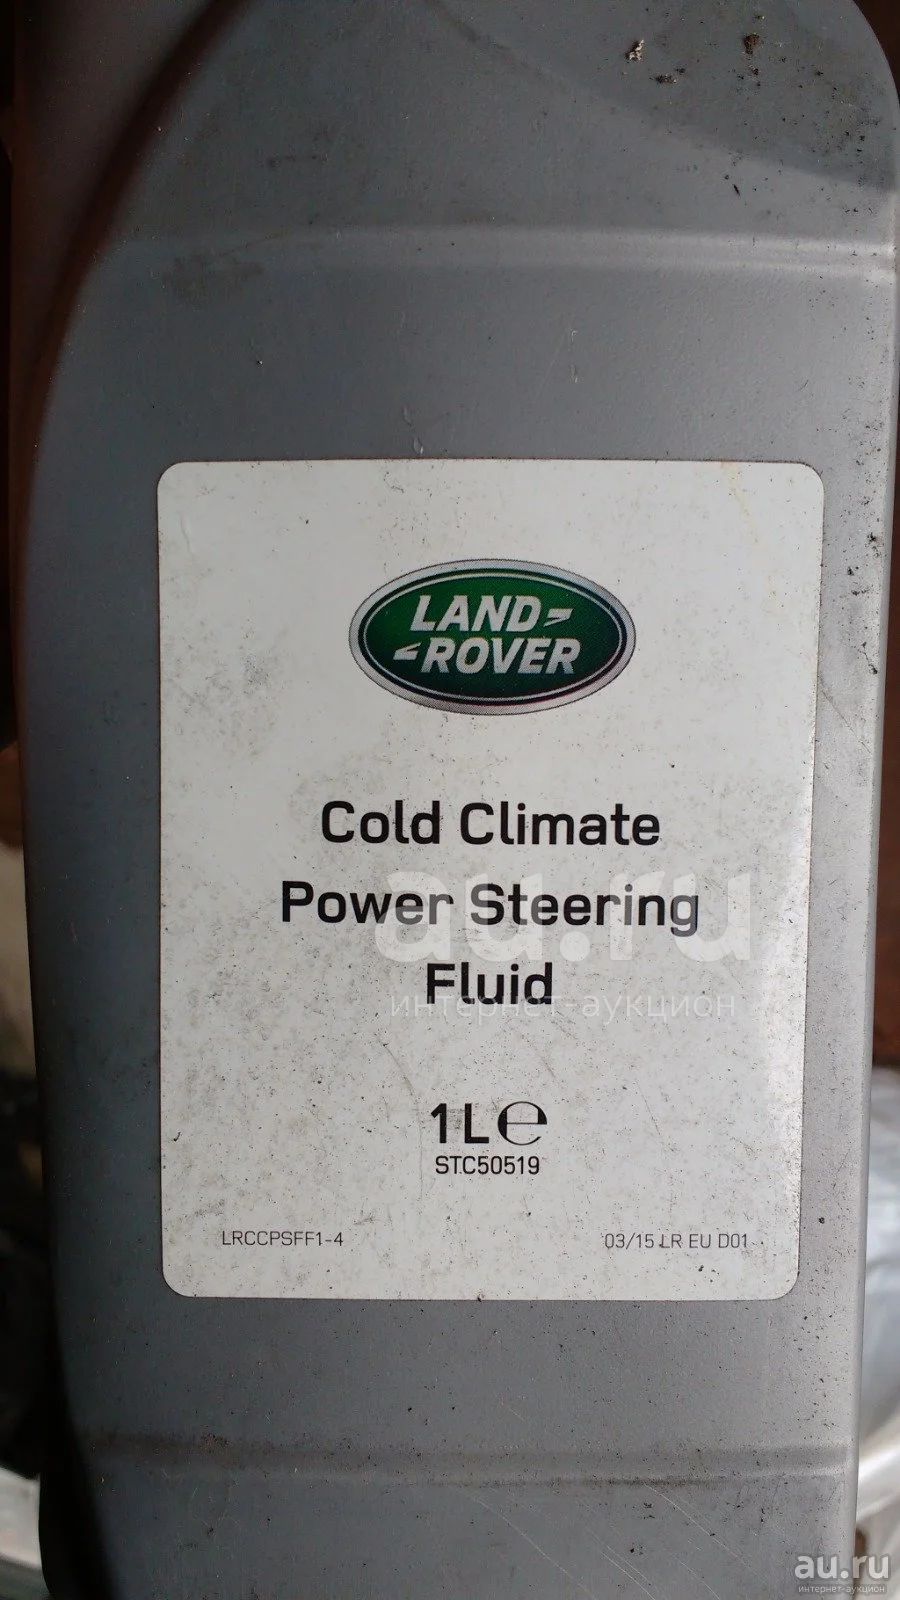 LAND
ROVER
Cold Climate
Power Steering
Fluid
au.ru
интернет-аукцион
1L℮
STC50519
LRCCPSFF1-4
03/15 LR EU D01
au.ru
интернет-аукцион